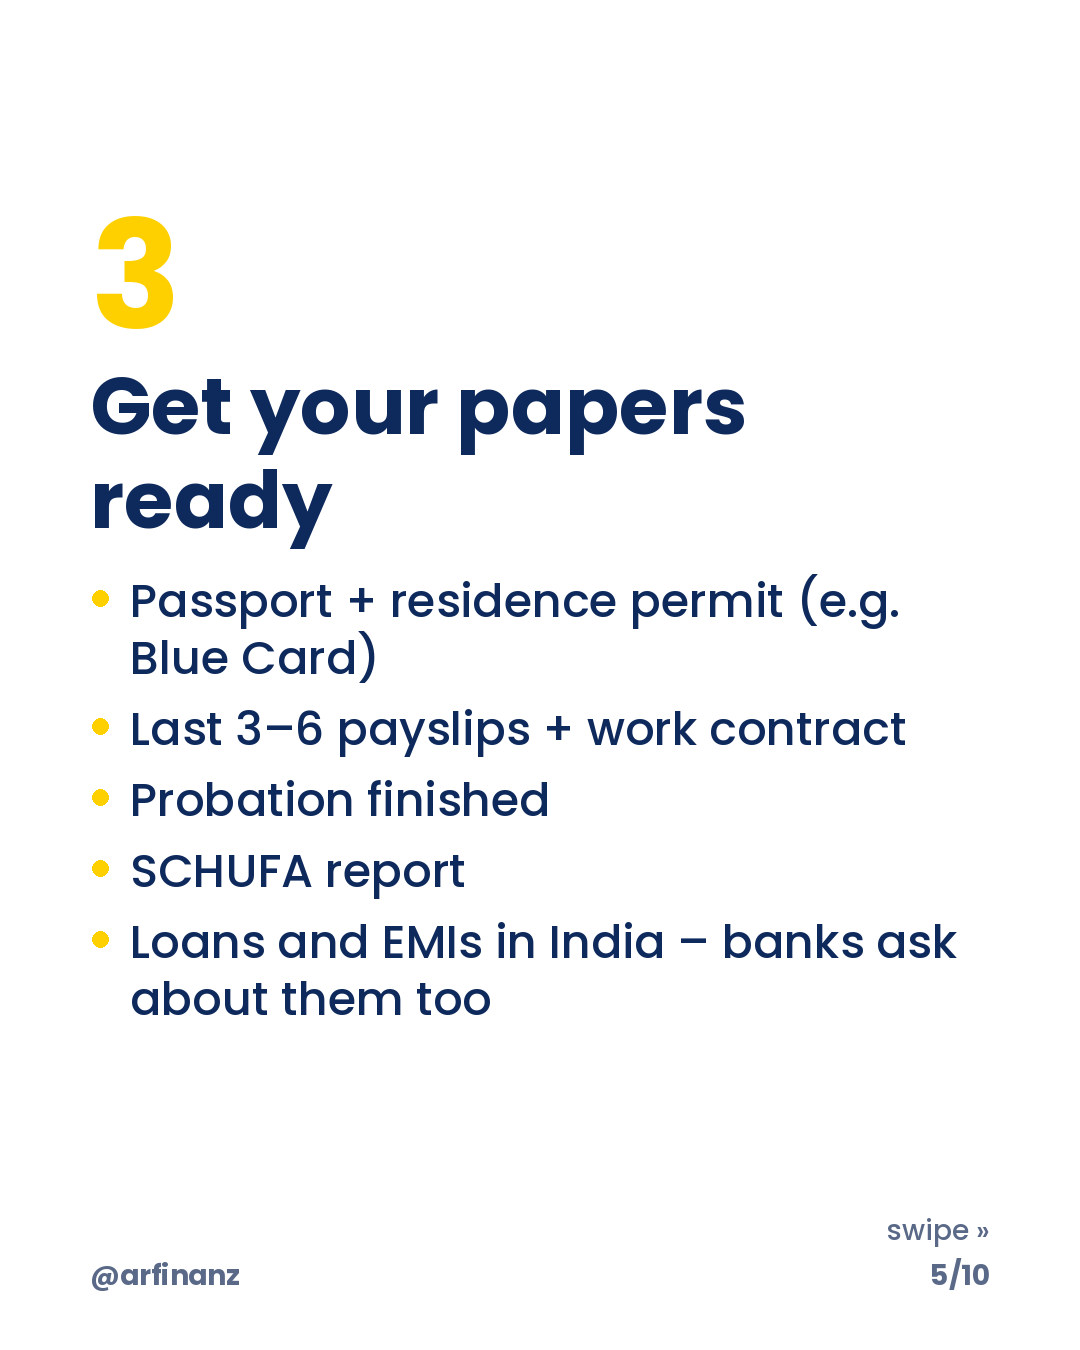 3
Get your papers
ready
Passport + residence permit (e.g.
Blue Card)
Last 3–6 payslips + work contract
Probation finished
SCHUFA report
Loans and EMIs in India – banks ask
about them too
swipe »
@arfinanz
5/10